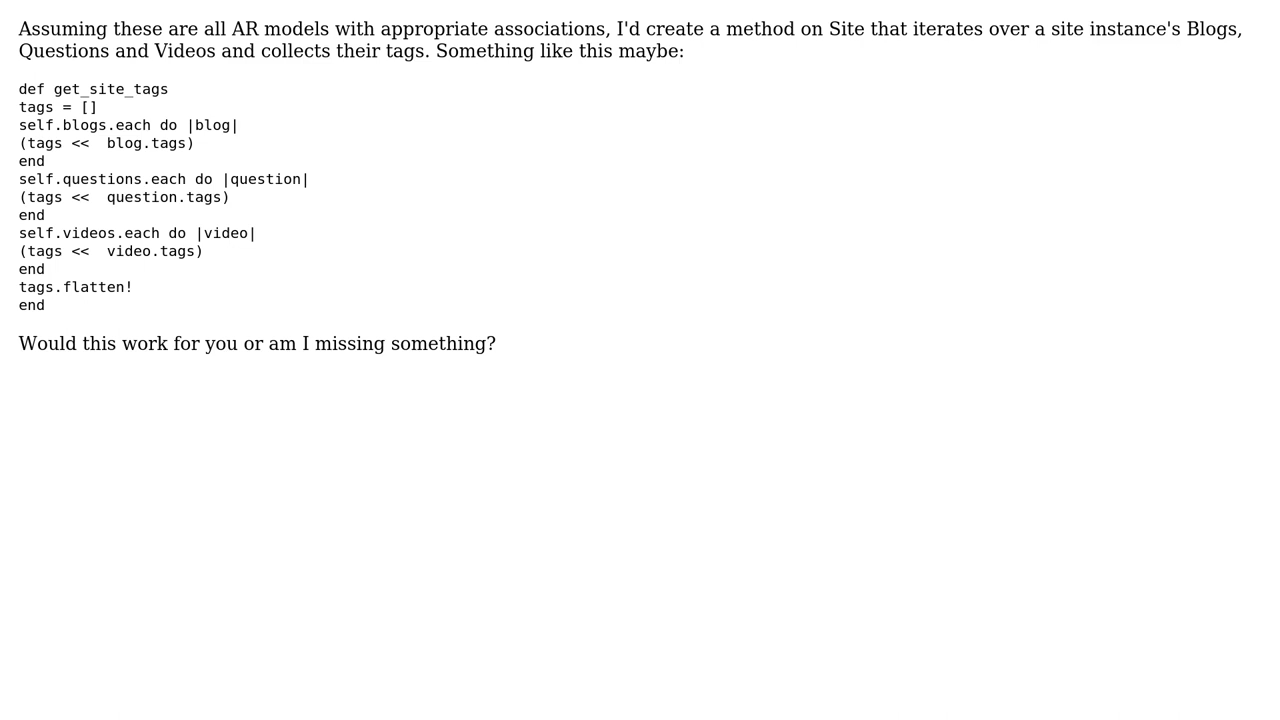 Assuming these are all AR models with appropriate associations, I'd create a method on Site that iterates over a site instance's Blogs,
Questions and Videos and collects their tags. Something like this maybe:
def get_site_tags
tags = []
self.blogs.each do |blog|
(tags <<  blog.tags)
end
self.questions.each do |question|
(tags <<  question.tags)
end
self.videos.each do |video|
(tags <<  video.tags)
end
tags.flatten!
end
Would this work for you or am I missing something?